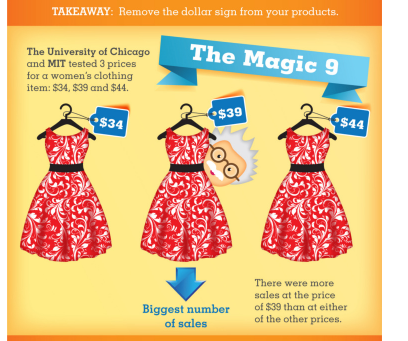 TAKEAWAY: Remove the dollar sign from your products.
The University of Chicago
and MIT tested 3 prices
for a women's clothing
item: $34, $39 and $44.
The Magic 9
$34
$39
$44
Biggest number
of sales
There were more
sales at the price
of $39 than at either
of the other prices.